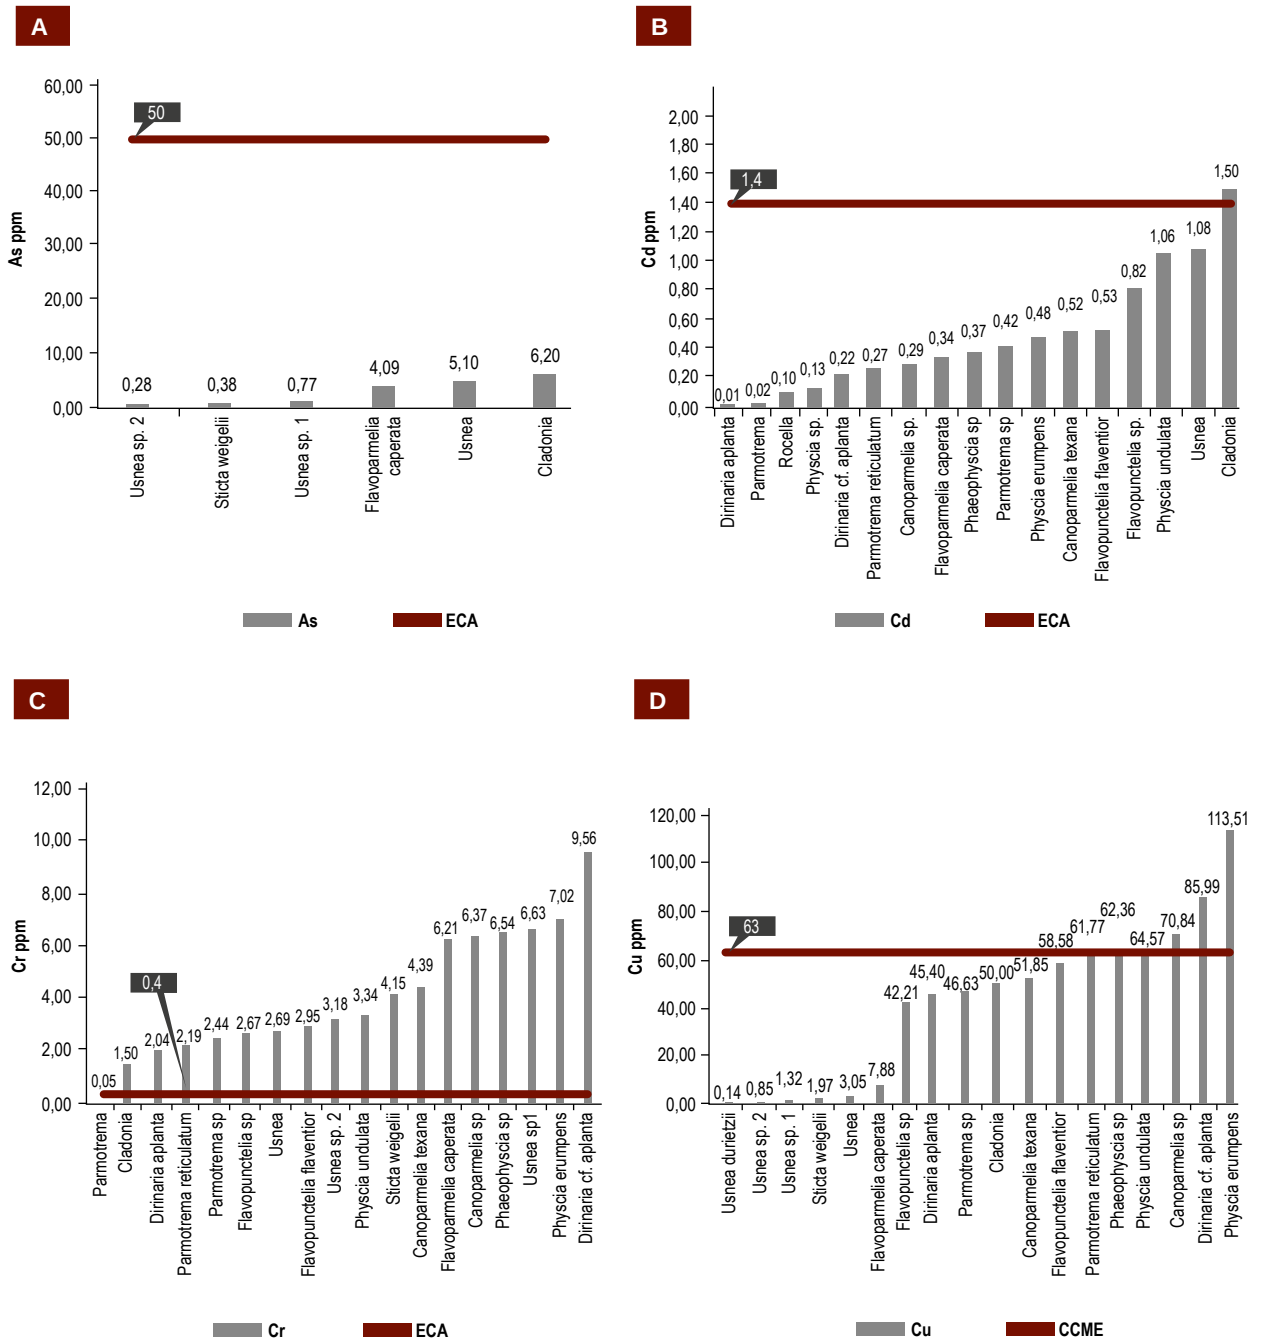 A
60,00
50,00
40,00
30,00
20,00
10,00
0,00
As ppm
50
0,28
0,38
0,77
4,09
5,10
6,20
Usnea sp. 2
Sticta weigelii
Usnea sp. 1
Flavoparmelia
caperata
Usnea
Cladonia
As
ECA
B
2,00
1,80
1,60
1,40
1,20
1,00
0,80
0,60
0,40
0,20
0,00
Cd ppm
1,4
0,01
0,02
0,10
0,13
0,22
0,27
0,29
0,34
0,37
0,42
0,48
0,52
0,53
0,82
1,06
1,08
1,50
Dirinaria aplanta
Parmotrema
Rocella
Physcia sp.
Dirinaria cf. aplanta
Parmotrema reticulatum
Canoparmelia sp.
Flavoparmelia caperata
Phaeophyscia sp
Parmotrema sp
Physcia erumpens
Canoparmelia texana
Flavopunctelia flaventior
Flavopunctelia sp.
Physcia undulata
Usnea
Cladonia
Cd
ECA
C
12,00
10,00
8,00
6,00
4,00
2,00
0,00
Cr ppm
0,4
0,05
1,50
2,04
2,19
2,44
2,67
2,69
2,95
3,18
3,34
4,15
4,39
6,21
6,37
6,54
6,63
7,02
9,56
Parmotrema
Cladonia
Dirinaria aplanta
Parmotrema reticulatum
Parmotrema sp
Flavopunctelia sp
Usnea
Flavopunctelia flaventior
Usnea sp. 2
Physcia undulata
Sticta weigelii
Canoparmelia texana
Flavoparmelia caperata
Canoparmelia sp
Phaeophyscia sp
Usnea sp1
Physcia erumpens
Dirinaria cf. aplanta
Cr
ECA
D
120,00
100,00
80,00
60,00
40,00
20,00
0,00
Cu ppm
63
0,14
0,85
1,32
1,97
3,05
7,88
42,21
45,40
46,63
50,00
51,85
58,58
61,77
62,36
64,57
70,84
85,99
113,51
Usnea durietzii
Usnea sp. 2
Usnea sp. 1
Sticta weigelii
Usnea
Flavoparmelia caperata
Flavopunctelia sp
Dirinaria aplanta
Parmotrema sp
Cladonia
Canoparmelia texana
Flavopunctelia flaventior
Parmotrema reticulatum
Phaeophyscia sp
Physcia undulata
Canoparmelia sp
Dirinaria cf. aplanta
Physcia erumpens
Cu
CCME